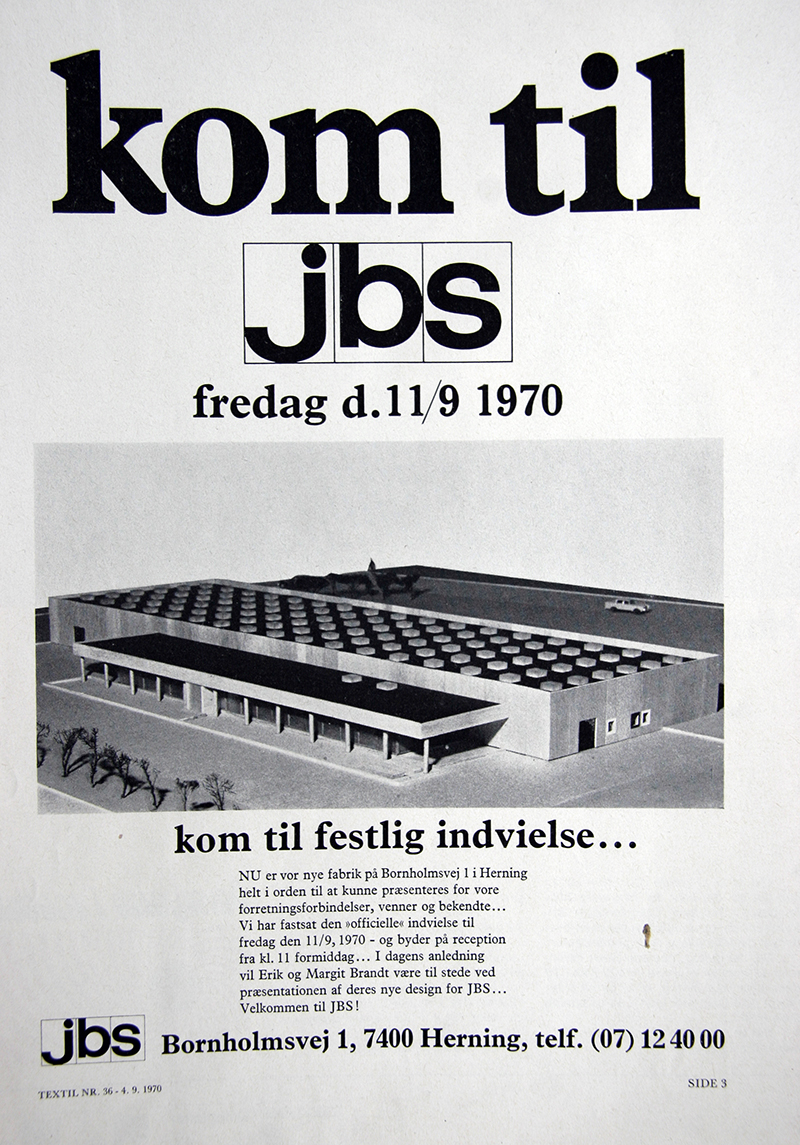 kom til
jbs
fredag d.11/9 1970
kom til festlig indvielse...
NU er vor nye fabrik på Bornholmsvej 1 i Herning
helt i orden til at kunne præsenteres for vore
forretningsforbindelser, venner og bekendte...
Vi har fastsat den »officielle« indvielse til
fredag den 11/9, 1970 - og byder på reception
fra kl. 11 formiddag... I dagens anledning
vil Erik og Margit Brandt være til stede ved
præsentationen af deres nye design for JBS...
Velkommen til JBS!
jbs Bornholmsvej 1, 7400 Herning, telf. (07) 12 40 00
TEXTIL NR. 36 - 4. 9. 1970
SIDE 3